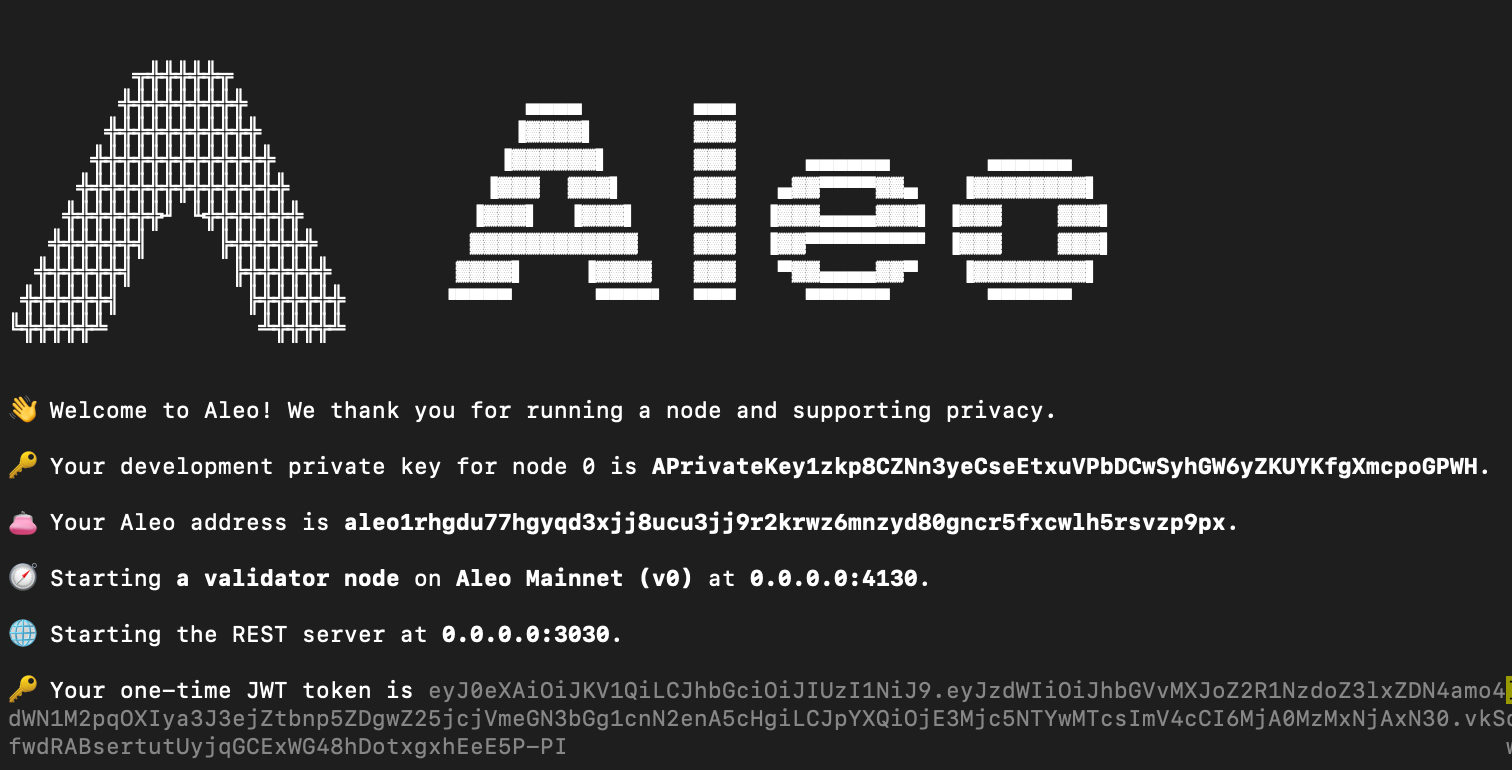 Aleo
👋 Welcome to Aleo! We thank you for running a node and supporting privacy.
🔑 Your development private key for node 0 is APrivateKey1zkp8CZNn3yeCseEtxuVPbDCwSyhGW6yZKUYKfgXmcpoGPWH.
👛 Your Aleo address is aleo1rhgdu77hgyqd3xjj8ucu3jj9r2krwz6mnzyd80gncr5fxcwlh5rsvzp9px.
🧭 Starting a validator node on Aleo Mainnet (v0) at 0.0.0.0:4130.
🌐 Starting the REST server at 0.0.0.0:3030.
🔑 Your one-time JWT token is eyJ0eXAiOiJKV1QiLCJhbGciOiJIUzI1NiJ9.eyJzdWIiOiJhbGVvMXJoZ2R1NzdoZ3lxZDN4amo4
dWN1M2pqOXIya3J3ejZtbnp5ZDgwZ25jcjVmeGN3bGg1cnN2enA5cHgiLCJpYXQiOjE3Mjc5NTYwMTcsImV4cCI6MjA0MzMxNjAxN30.vkS
fwdRABsertutUyjqGCExWG48hDotxgxhEeE5P-PI